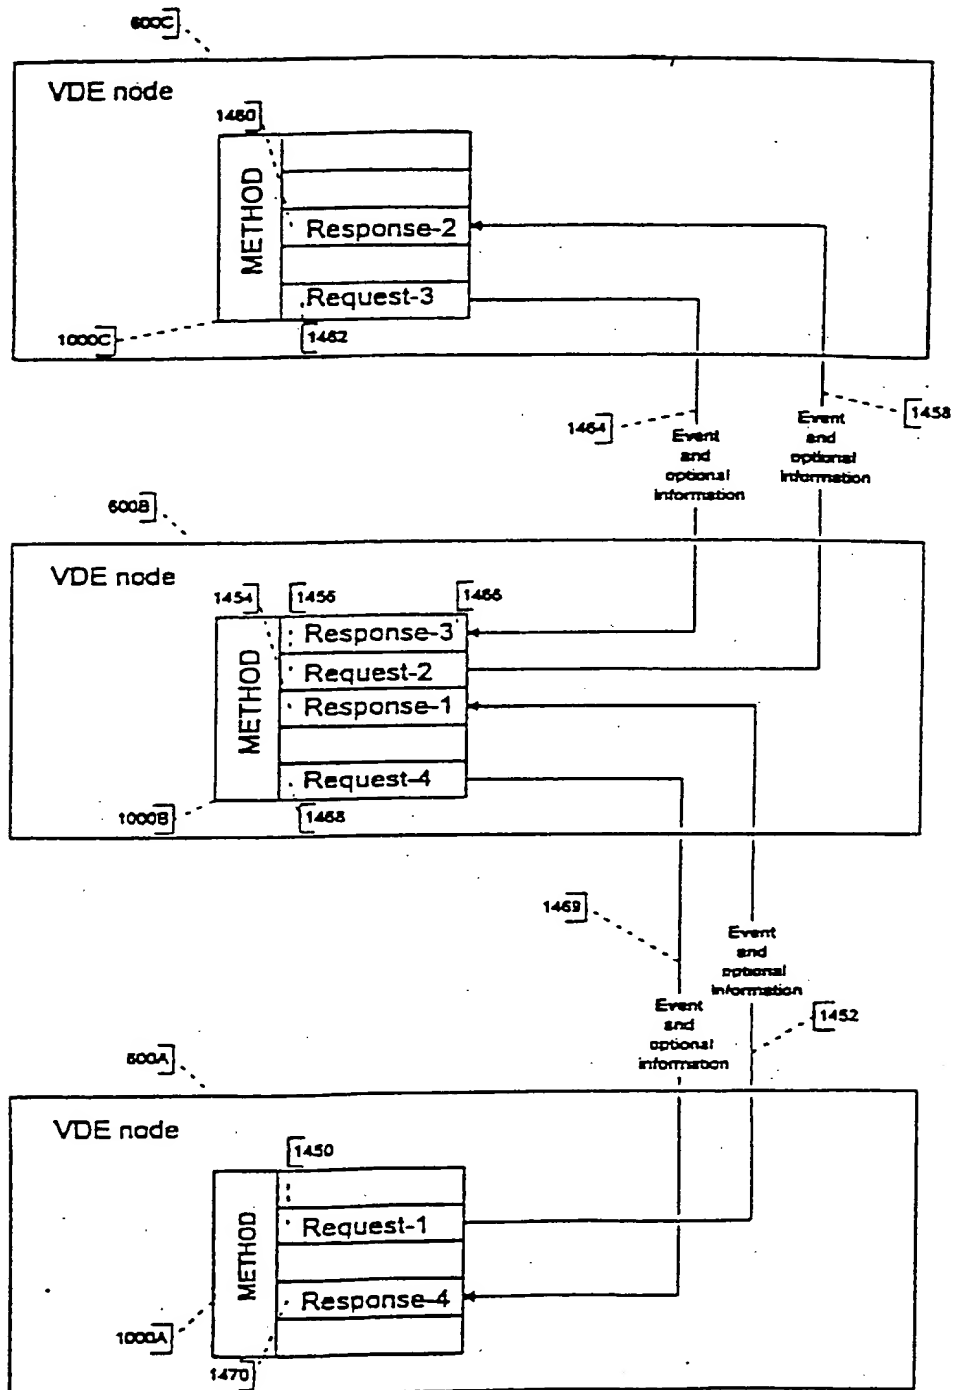 600C
VDE node
1460
METHOD
Response-2
Request-3
1000C
1462
1464
1458
Event
and
optional
information
Event
and
optional
information
600B
VDE node
1454
1456
1466
METHOD
Response-3
Request-2
Response-1
Request-4
1000B
1468
1469
Event
and
optional
information
Event
and
optional
information
1452
600A
VDE node
1450
METHOD
Request-1
Response-4
1000A
1470